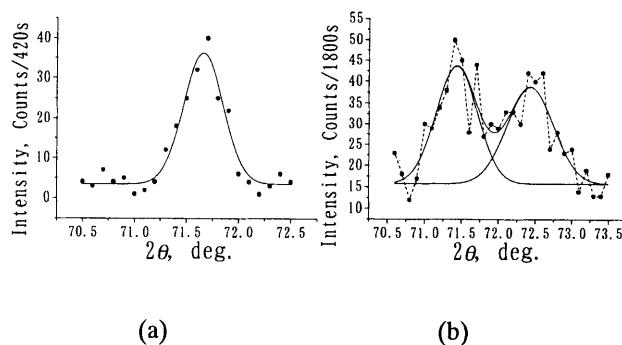 Intensity, Counts/420s
40
30
20
10
0
70.5 71.0 71.5 72.0 72.5
2θ, deg.
(a)
Intensity, Counts/1800s
55
50
45
40
35
30
25
20
15
10
70.5 71.0 71.5 72.0 72.5 73.0 73.5
2θ, deg.
(b)